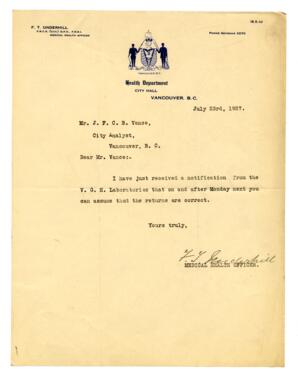 F. T. UNDERHILL
MEDICAL HEALTH OFFICER
Health Department
CITY HALL
VANCOUVER, B.C.
July 23rd, 1927.
Mr. J. F. C. B. Vance,
City Analyst,
Vancouver, B. C.
Dear Mr. Vance:-
I have just received a notification from the
V. G. H. Laboratories that on and after Monday next you
can assume that the returns are correct.
Yours truly,
F. T. Underhill
MEDICAL HEALTH OFFICER.